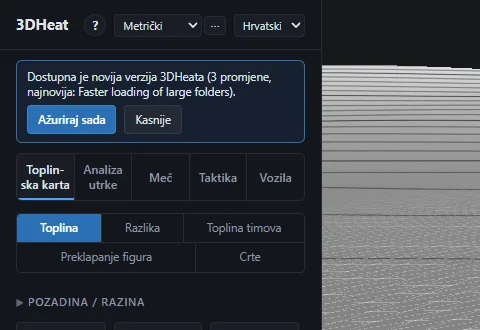 3DHeat ? Metrički ... Hrvatski
Dostupna je novija verzija 3DHeata (3 promjene,
najnovija: Faster loading of large folders).
Ažuriraj sada Kasnije
Toplin-
ska karta
Analiza
utrke
Meč
Taktika
Vozila
Toplina Razlika Toplina timova
Preklapanje figura Crte
▶ POZADINA / RAZINA